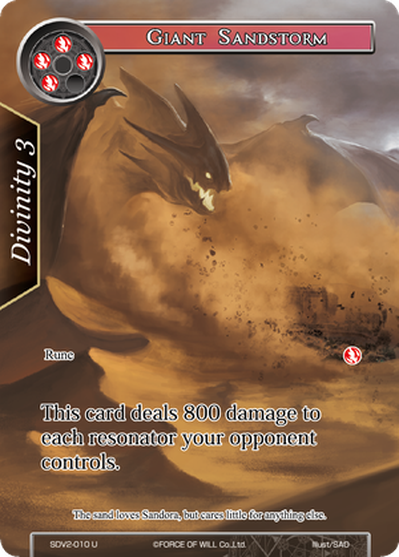 Giant Sandstorm
Divinity 3
Rune
This card deals 800 damage to
each resonator your opponent
controls.
The sand loves Sandora, but cares little for anything else.
SDV2-010 U ©FORCE OF WILL Co.,Ltd. Illust/SAD